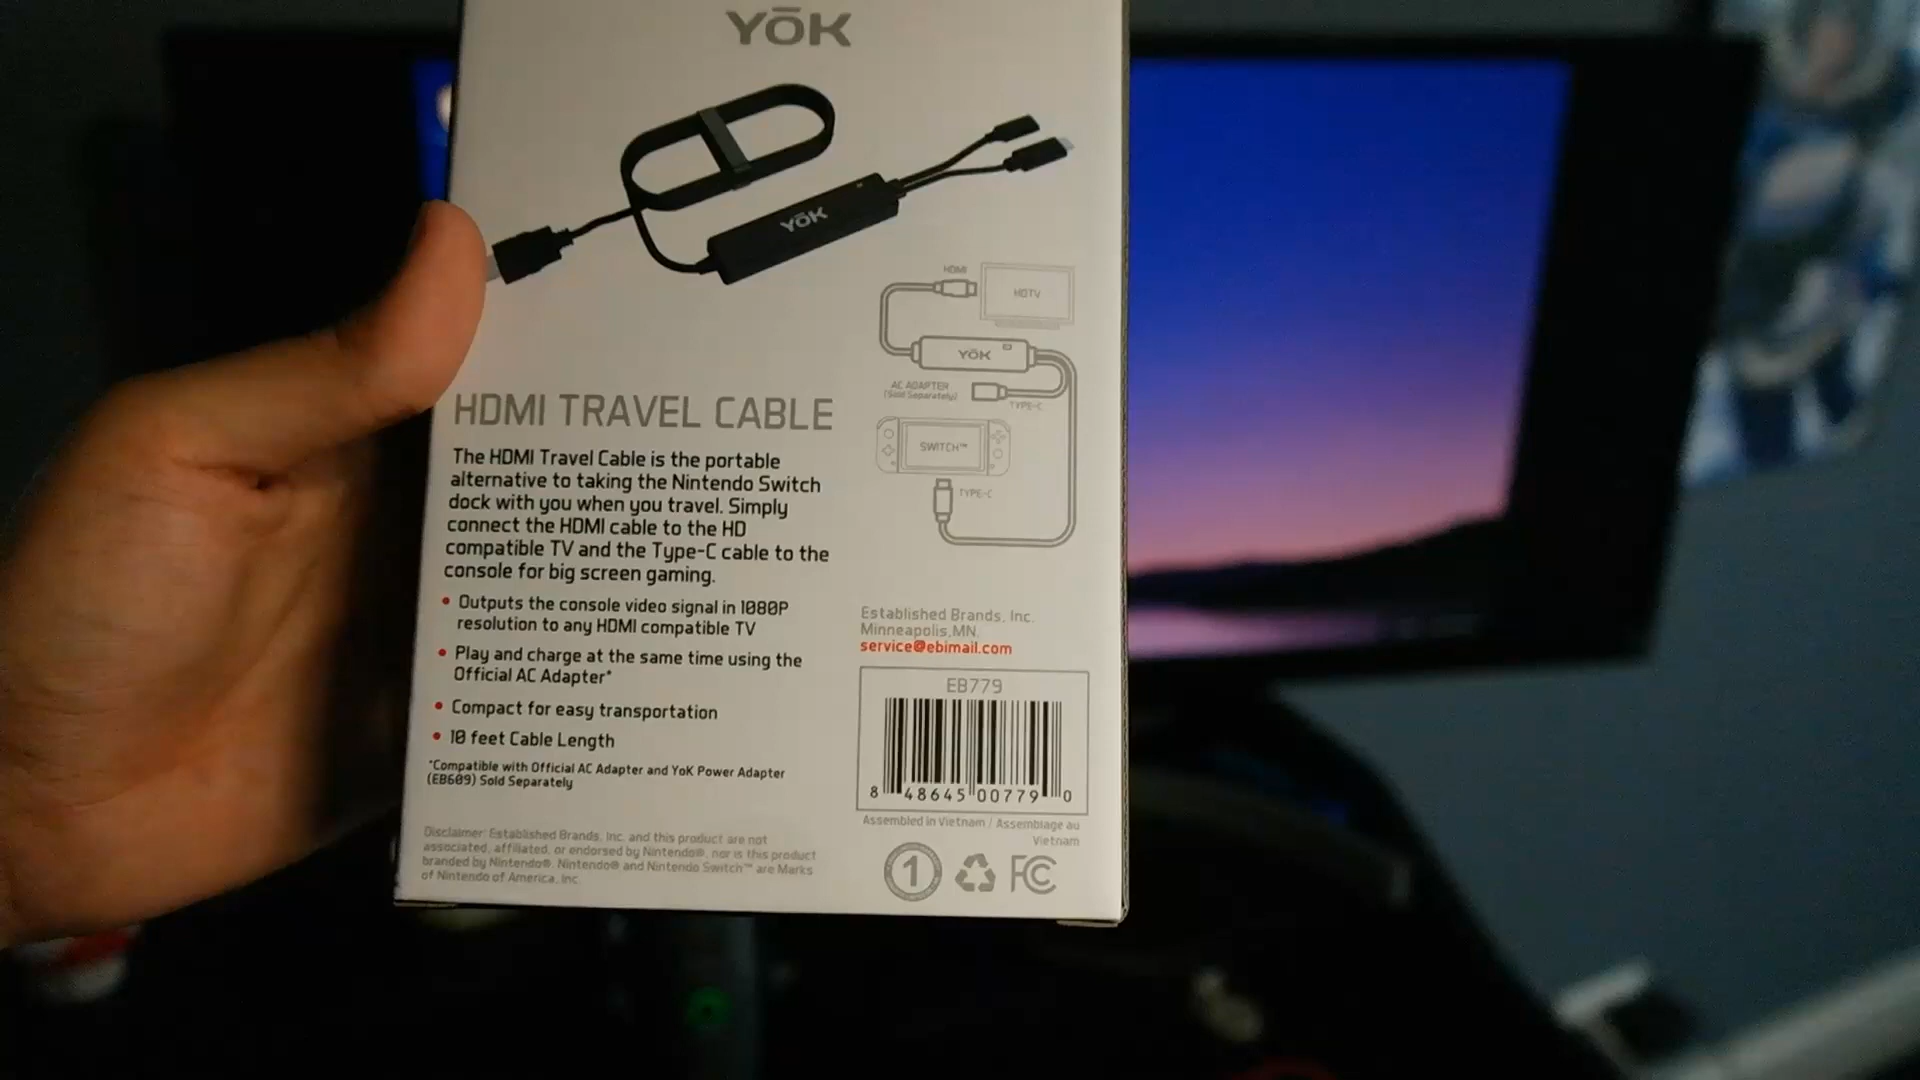 YōK
YōK
HDMI TRAVEL CABLE
The HDMI Travel Cable is the portable
alternative to taking the Nintendo Switch
dock with you when you travel. Simply
connect the HDMI cable to the HD
compatible TV and the Type-C cable to the
console for big screen gaming.
• Outputs the console video signal in 1080P
resolution to any HDMI compatible TV
• Play and charge at the same time using the
Official AC Adapter*
• Compact for easy transportation
• 10 feet Cable Length
*Compatible with Official AC Adapter and YoK Power Adapter
(EB609) Sold Separately
Disclaimer: Established Brands, Inc. and this product are not
associated, affiliated, or endorsed by Nintendo®, nor is this product
branded by Nintendo®. Nintendo® and Nintendo Switch™ are Marks
of Nintendo of America, Inc.
HDMI
HDTV
YōK
AC ADAPTER
(Sold Separately)
TYPE-C
SWITCH™
TYPE-C
Established Brands, Inc.
Minneapolis,MN.
service@ebimail.com
EB779
8 48645 00779 0
Assembled in Vietnam / Assemblage au
Vietnam
1
FC